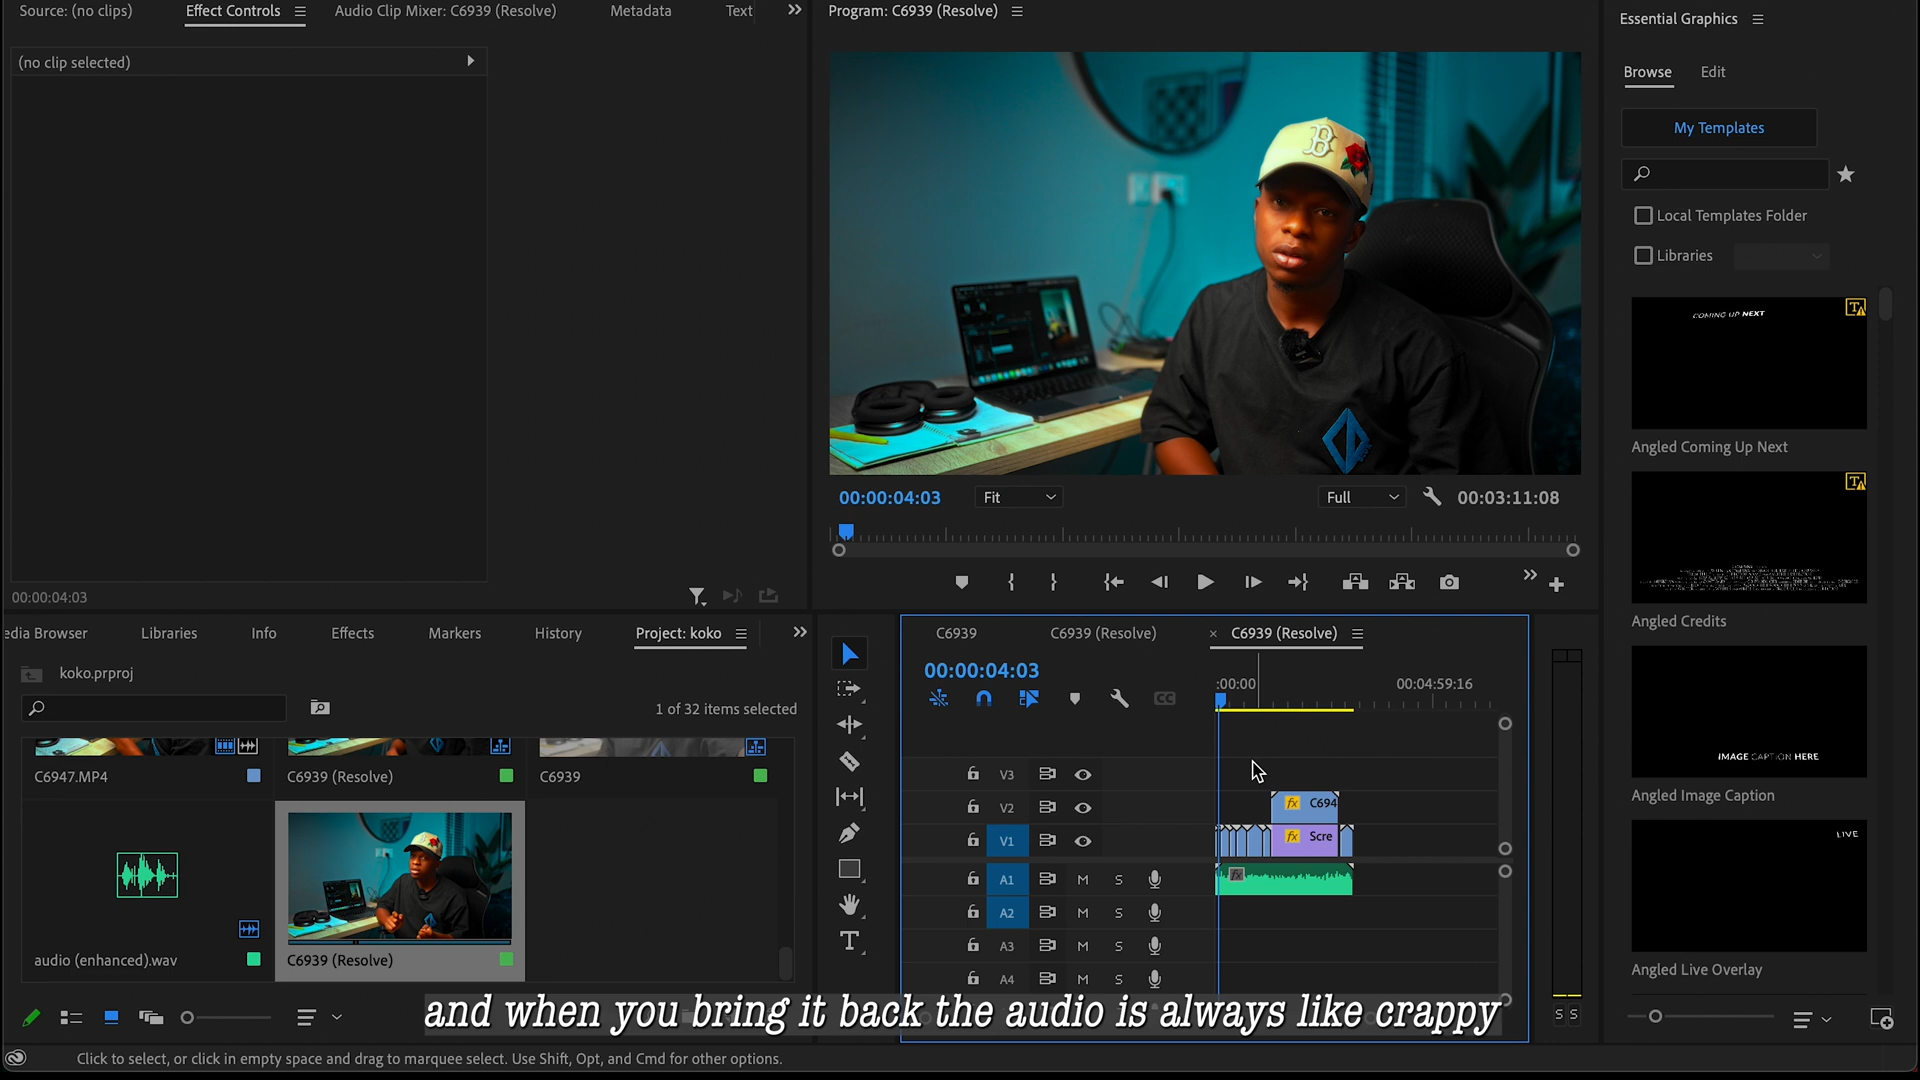 Source: (no clips)
Effect Controls
Audio Clip Mixer: C6939 (Resolve)
Metadata
Text
Program: C6939 (Resolve)
Essential Graphics
(no clip selected)
B
Browse
Edit
My Templates
Local Templates Folder
Libraries
COMING UP NEXT
Angled Coming Up Next
00:00:04:03
Fit
Full
00:03:11:08
00:00:04:03
Angled Credits
edia Browser
Libraries
Info
Effects
Markers
History
Project: koko
C6939
C6939 (Resolve)
× C6939 (Resolve)
koko.prproj
00:00:04:03
:00:00
00:04:59:16
1 of 32 items selected
CC
IMAGE CAPTION HERE
Angled Image Caption
C6947.MP4
C6939 (Resolve)
C6939
V3
V2
fx C694
V1
fx Scre
LIVE
A1
M
S
fx
A2
M
S
A3
M
S
A4
M
S
audio (enhanced).wav
C6939 (Resolve)
Angled Live Overlay
and when you bring it back the audio is always like crappy
S S
Click to select, or click in empty space and drag to marquee select. Use Shift, Opt, and Cmd for other options.